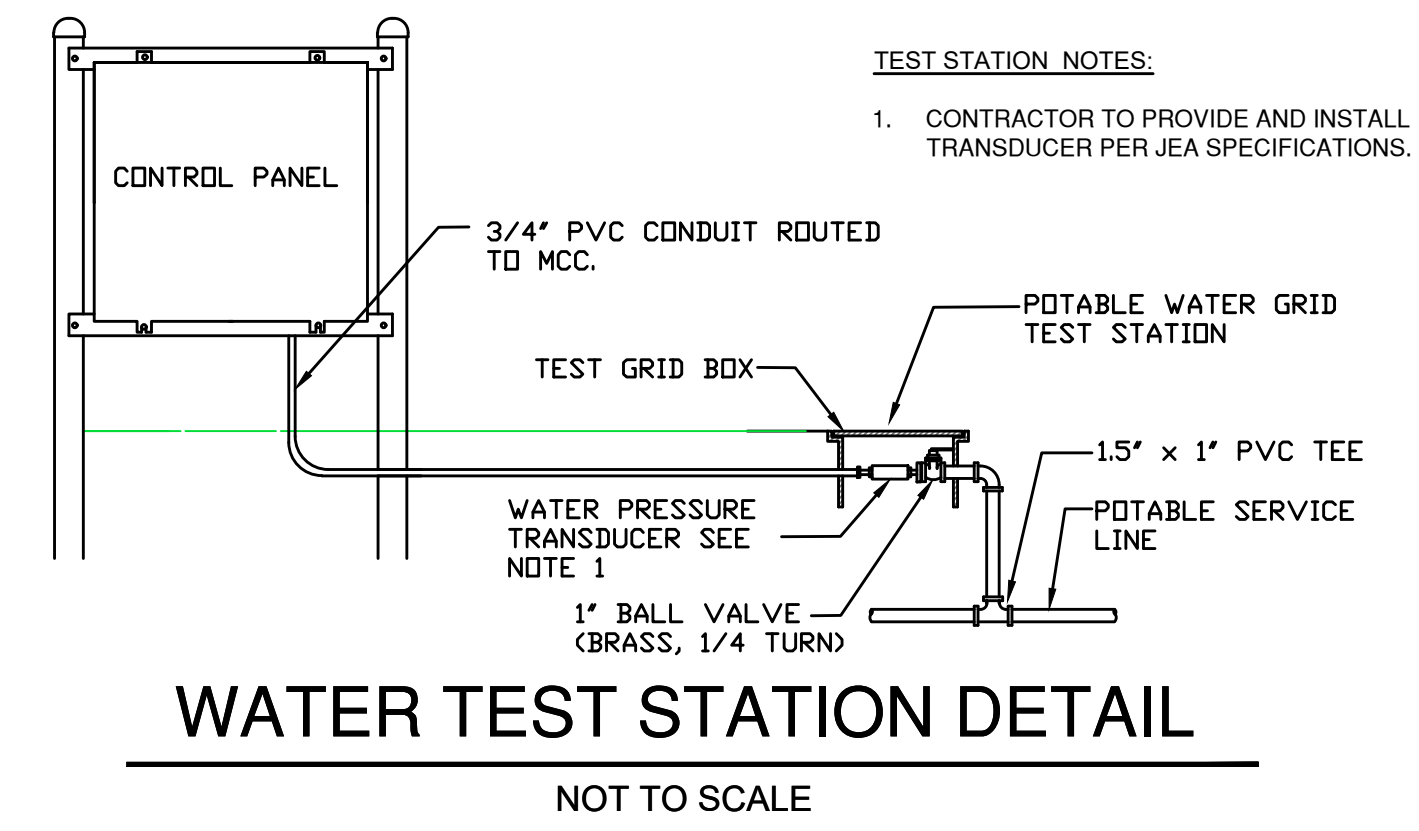 TEST STATION NOTES:
1. CONTRACTOR TO PROVIDE AND INSTALL
TRANSDUCER PER JEA SPECIFICATIONS.
CONTROL PANEL
3/4" PVC CONDUIT ROUTED
TO MCC.
POTABLE WATER GRID
TEST STATION
TEST GRID BOX
1.5" x 1" PVC TEE
WATER PRESSURE
TRANSDUCER SEE
NOTE 1
POTABLE SERVICE
LINE
1" BALL VALVE
(BRASS, 1/4 TURN)
WATER TEST STATION DETAIL
NOT TO SCALE